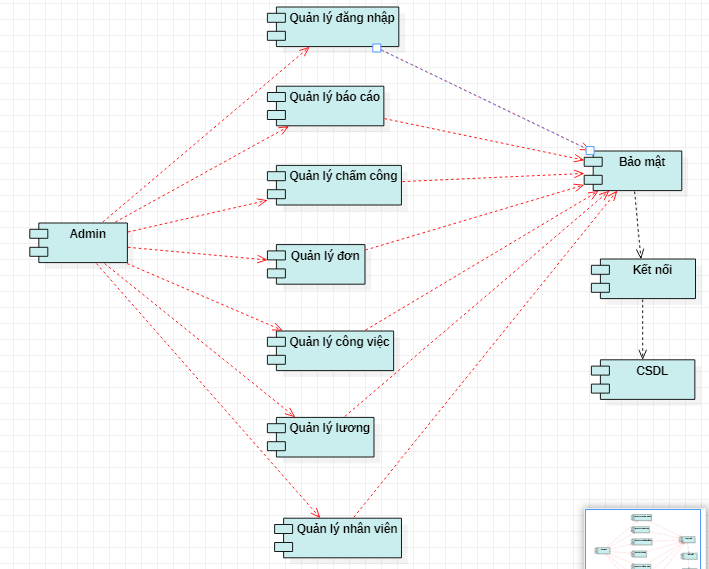 Quản lý đăng nhập
Quản lý báo cáo
Quản lý chấm công
Bảo mật
Admin
Quản lý đơn
Kết nối
Quản lý công việc
CSDL
Quản lý lương
Quản lý nhân viên